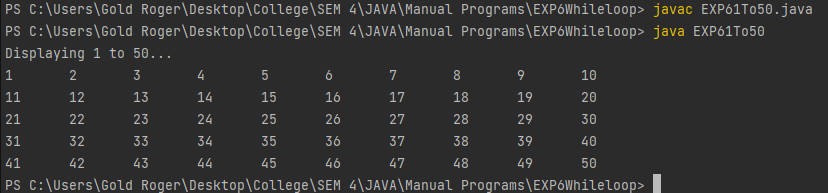 PS C:\Users\Gold Roger\Desktop\College\SEM 4\JAVA\Manual Programs\EXP6Whileloop> javac EXP61To50.java
PS C:\Users\Gold Roger\Desktop\College\SEM 4\JAVA\Manual Programs\EXP6Whileloop> java EXP61To50
Displaying 1 to 50...
1 2 3 4 5 6 7 8 9 10
11 12 13 14 15 16 17 18 19 20
21 22 23 24 25 26 27 28 29 30
31 32 33 34 35 36 37 38 39 40
41 42 43 44 45 46 47 48 49 50
PS C:\Users\Gold Roger\Desktop\College\SEM 4\JAVA\Manual Programs\EXP6Whileloop>